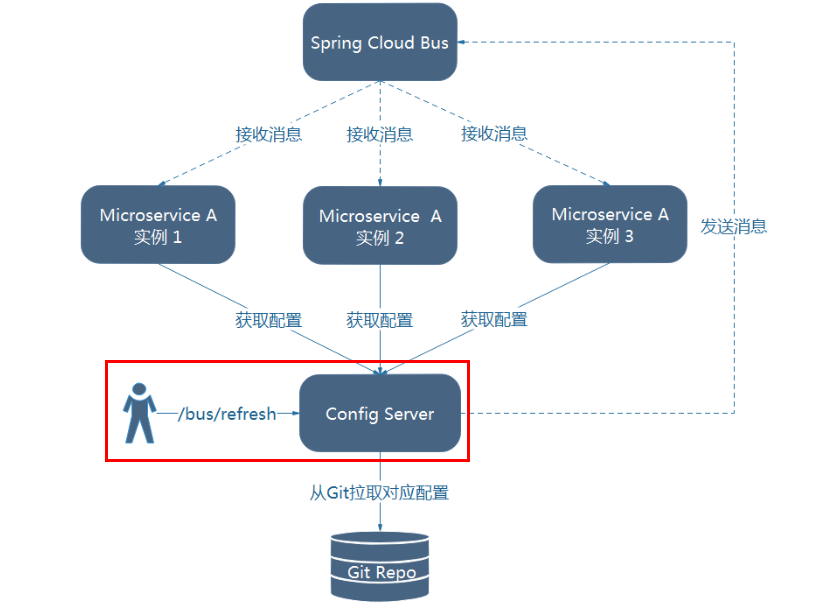 Spring Cloud Bus
接收消息
接收消息
接收消息
Microservice A
实例 1
Microservice A
实例 2
Microservice A
实例 3
发送消息
获取配置
获取配置
获取配置
/bus/refresh
Config Server
从Git拉取对应配置
Git Repo